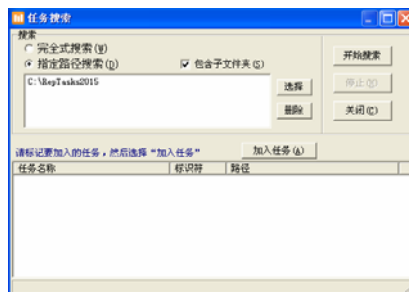 任务搜索
搜索
完全式搜索(W)
指定路径搜索(D)
包含子文件夹(S)
开始搜索
C:\RepTasks2015
选择
停止(X)
删除
关闭(C)
请标记要加入的任务，然后选择“加入任务”
加入任务(A)
任务名称 标识符 路径